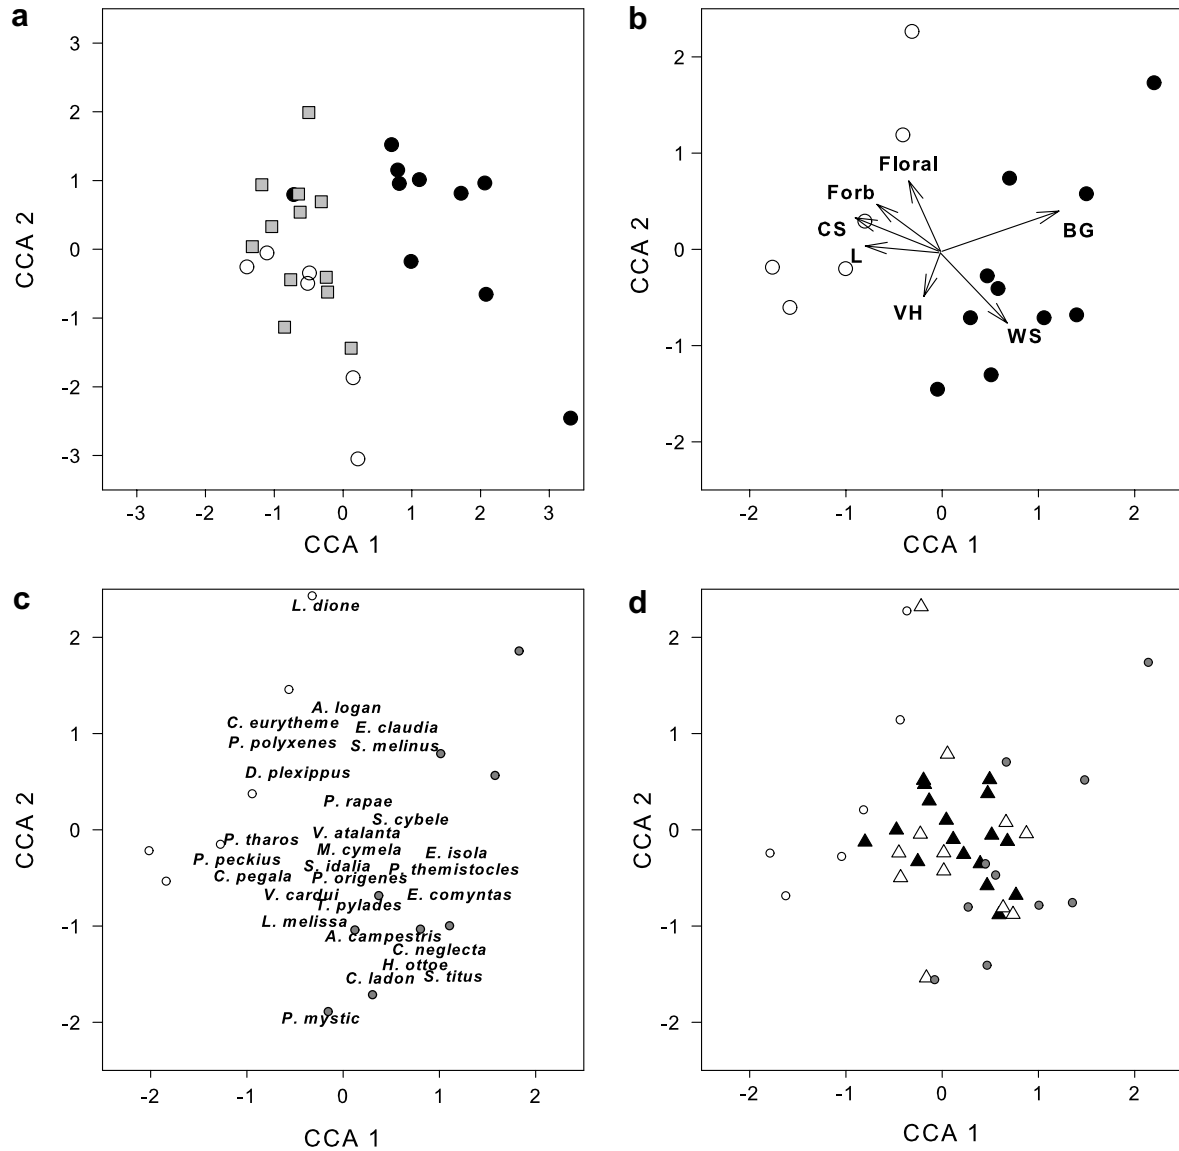 a
3
2
1
0
-1
-2
-3
CCA 2
-3
-2
-1
0
1
2
3
CCA 1
b
2
1
0
-1
-2
CCA 2
Floral
Forb
CS
L
BG
VH
WS
-2
-1
0
1
2
CCA 1
c
2
1
0
-1
-2
CCA 2
L. dione
A. logan
C. eurytheme
E. claudia
P. polyxenes
S. melinus
D. plexippus
P. rapae
S. cybele
V. atalanta
P. tharos
M. cymela
E. isola
P. peckius
S. idalia
P. themistocles
C. pegala
P. origenes
V. cardui
E. comyntas
T. pylades
L. melissa
A. campestris
C. neglecta
H. ottoe
C. ladon
S. titus
P. mystic
-2
-1
0
1
2
CCA 1
d
2
1
0
-1
-2
CCA 2
-2
-1
0
1
2
CCA 1